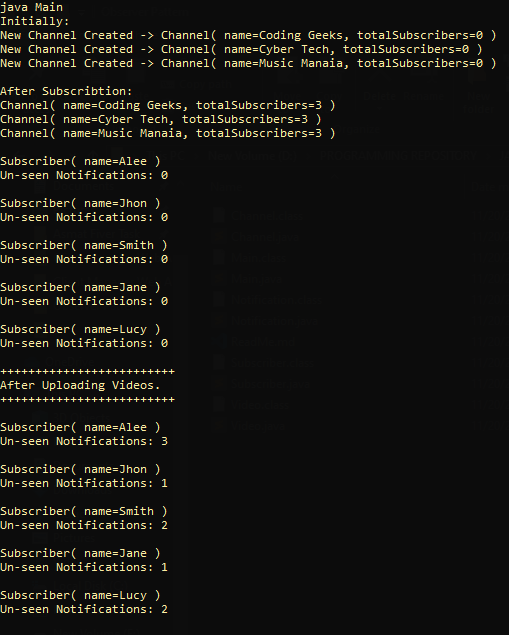 java Main
Initially:
New Channel Created -> Channel( name=Coding Geeks, totalSubscribers=0 )
New Channel Created -> Channel( name=Cyber Tech, totalSubscribers=0 )
New Channel Created -> Channel( name=Music Manaia, totalSubscribers=0 )
After Subscribtion:
Channel( name=Coding Geeks, totalSubscribers=3 )
Channel( name=Cyber Tech, totalSubscribers=3 )
Channel( name=Music Manaia, totalSubscribers=3 )
Subscriber( name=Alee )
Un-seen Notifications: 0
Subscriber( name=Jhon )
Un-seen Notifications: 0
Subscriber( name=Smith )
Un-seen Notifications: 0
Subscriber( name=Jane )
Un-seen Notifications: 0
Subscriber( name=Lucy )
Un-seen Notifications: 0
+++++++++++++++++++++++++
After Uploading Videos.
+++++++++++++++++++++++++
Subscriber( name=Alee )
Un-seen Notifications: 3
Subscriber( name=Jhon )
Un-seen Notifications: 1
Subscriber( name=Smith )
Un-seen Notifications: 2
Subscriber( name=Jane )
Un-seen Notifications: 1
Subscriber( name=Lucy )
Un-seen Notifications: 2